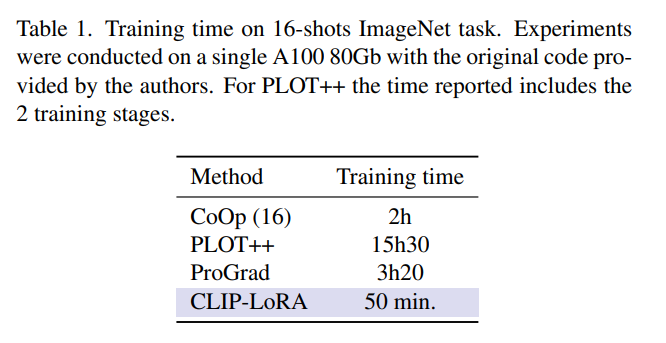 Table 1. Training time on 16-shots ImageNet task. Experiments
were conducted on a single A100 80Gb with the original code pro-
vided by the authors. For PLOT++ the time reported includes the
2 training stages.
Method Training time
CoOp (16) 2h
PLOT++ 15h30
ProGrad 3h20
CLIP-LoRA 50 min.